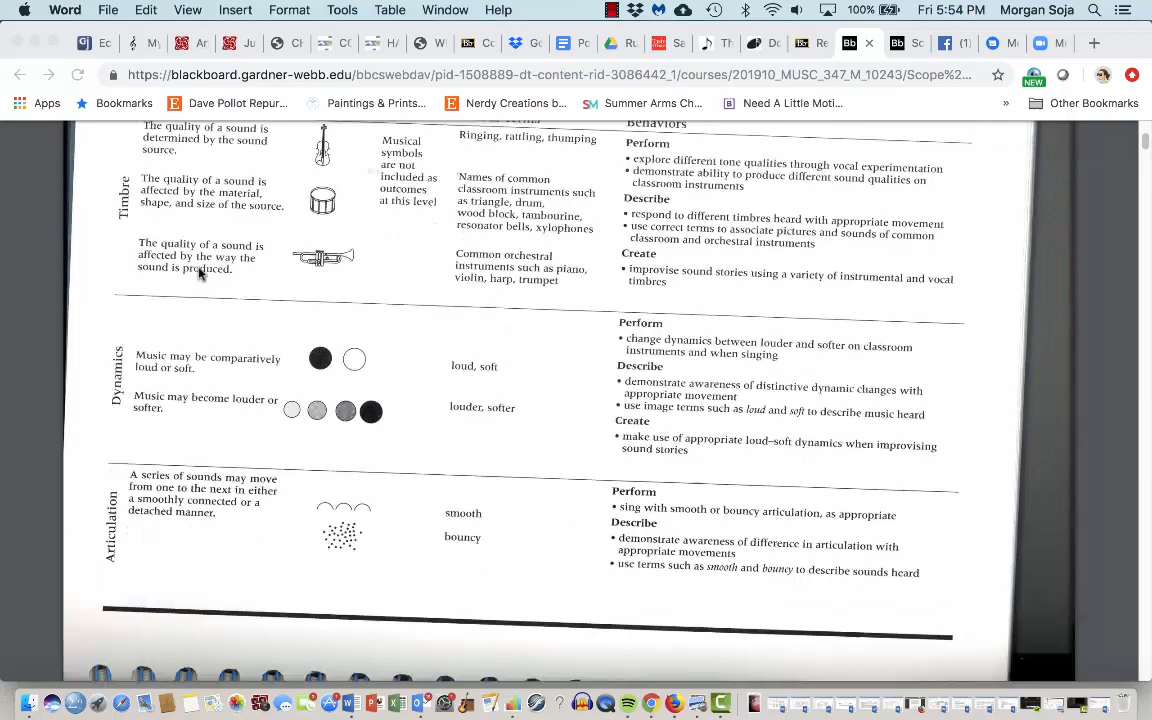 Word File Edit View Insert Format Tools Table Window Help 100% Fri 5:54 PM Morgan Soja
https://blackboard.gardner-webb.edu/bbcswebdav/pid-1508889-dt-content-rid-3086442_1/courses/201910_MUSC_347_M_10243/Scope%2...
NEW
Apps Bookmarks Dave Pollot Repur... Paintings & Prints... Nerdy Creations b... Summer Arms Ch... Need A Little Moti... » Other Bookmarks
Timbre
The quality of a sound is
determined by the sound
source.
The quality of a sound is
affected by the material,
shape, and size of the source.
The quality of a sound is
affected by the way the
sound is produced.
Musical
symbols
are not
included as
outcomes
at this level
Ringing, rattling, thumping
Names of common
classroom instruments such
as triangle, drum,
wood block, tambourine,
resonator bells, xylophones
Common orchestral
instruments such as piano,
violin, harp, trumpet
Behaviors
Perform
• explore different tone qualities through vocal experimentation
• demonstrate ability to produce different sound qualities on
classroom instruments
Describe
• respond to different timbres heard with appropriate movement
• use correct terms to associate pictures and sounds of common
classroom and orchestral instruments
Create
• improvise sound stories using a variety of instrumental and vocal
timbres
Dynamics
Music may be comparatively
loud or soft.
Music may become louder or
softer.
loud, soft
louder, softer
Perform
• change dynamics between louder and softer on classroom
instruments and when singing
Describe
• demonstrate awareness of distinctive dynamic changes with
appropriate movement
• use image terms such as loud and soft to describe music heard
Create
• make use of appropriate loud–soft dynamics when improvising
sound stories
Articulation
A series of sounds may move
from one to the next in either
a smoothly connected or a
detached manner.
smooth
bouncy
Perform
• sing with smooth or bouncy articulation, as appropriate
Describe
• demonstrate awareness of difference in articulation with
appropriate movements
• use terms such as smooth and bouncy to describe sounds heard